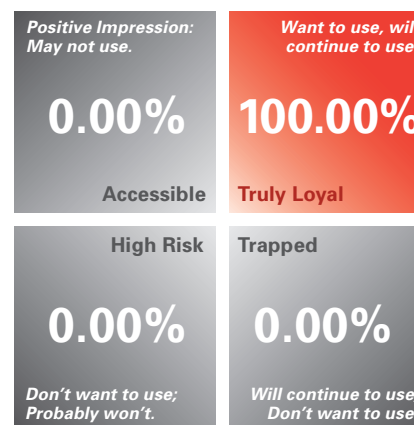 Positive Impression:
May not use.
0.00%
Accessible
Want to use, wil
continue to use
100.00%
Truly Loyal
High Risk
0.00%
Don't want to use;
Probably won't.
Trapped
0.00%
Will continue to use
Don't want to use